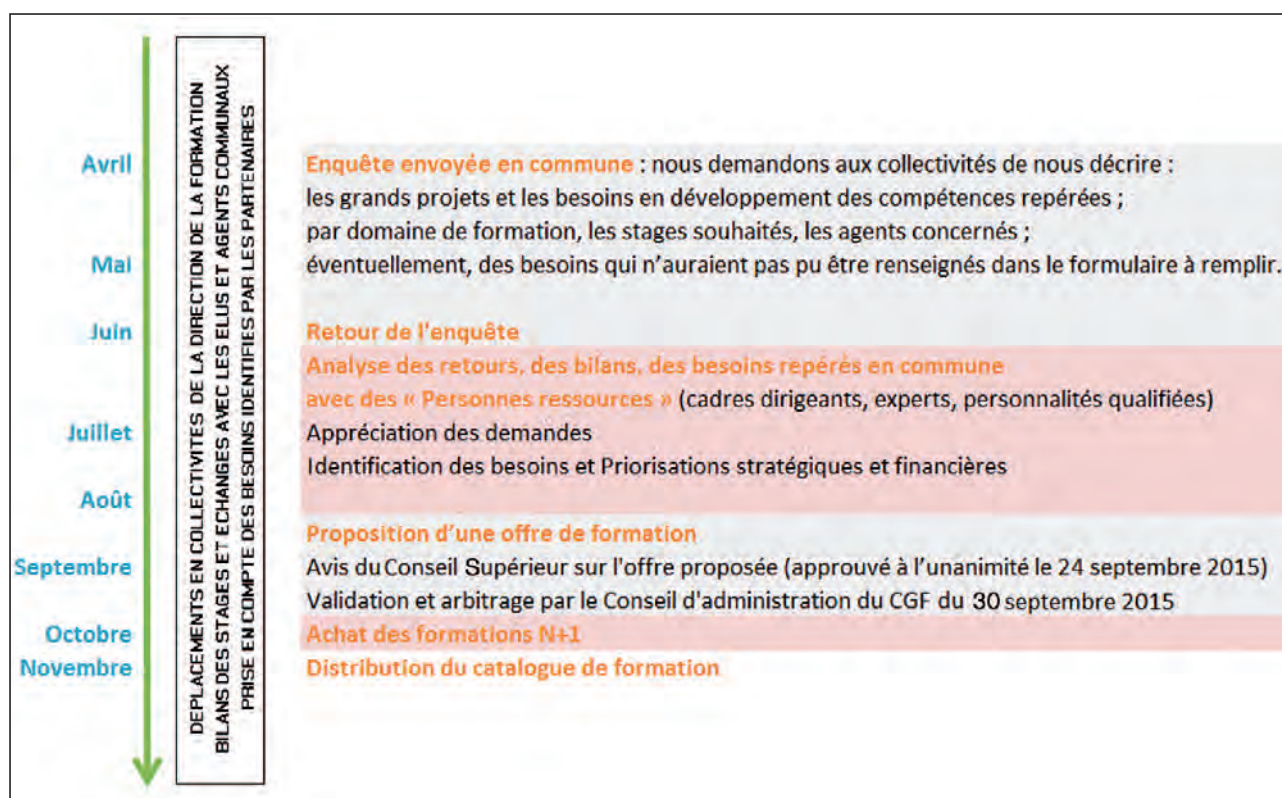 DEPLACEMENTS EN COLLECTIVITES DE LA DIRECTION DE LA FORMATION
BILANS DES STAGES ET ECHANGES AVEC LES ELUS ET AGENTS COMMUNAUX
PRISE EN COMPTE DES BESOINS IDENTIFIES PAR LES PARTENAIRES
Avril
Enquête envoyée en commune : nous demandons aux collectivités de nous décrire :
les grands projets et les besoins en développement des compétences repérées ;
par domaine de formation, les stages souhaités, les agents concernés ;
Mai
éventuellement, des besoins qui n'auraient pas pu être renseignés dans le formulaire à remplir.
Juin
Retour de l'enquête
Analyse des retours, des bilans, des besoins repérés en commune
avec des « Personnes ressources » (cadres dirigeants, experts, personnalités qualifiées)
Juillet
Appréciation des demandes
Identification des besoins et Priorisations stratégiques et financières
Août
Proposition d'une offre de formation
Septembre
Avis du Conseil Supérieur sur l'offre proposée (approuvé à l'unanimité le 24 septembre 2015)
Validation et arbitrage par le Conseil d'administration du CGF du 30 septembre 2015
Octobre
Achat des formations N+1
Novembre
Distribution du catalogue de formation